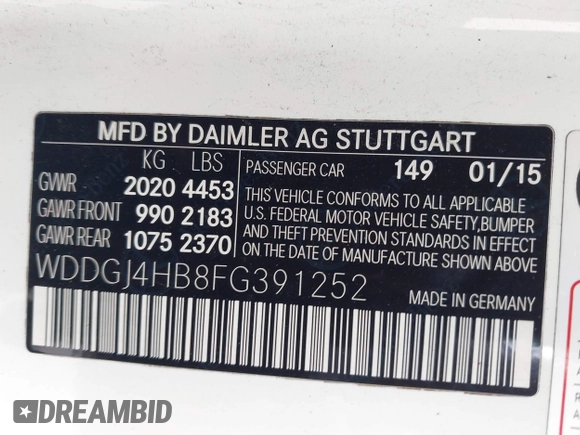 MFD BY DAIMLER AG STUTTGART
KG LBS
GVWR 2020 4453
GAWR FRONT 990 2183
GAWR REAR 1075 2370
PASSENGER CAR 149 01/15
THIS VEHICLE CONFORMS TO ALL APPLICABLE
U.S. FEDERAL MOTOR VEHICLE SAFETY,BUMPER
AND THEFT PREVENTION STANDARDS IN EFFECT
ON THE DATE OF MANUFACTURE SHOWN ABOVE.
WDDGJ4HB8FG391252
MADE IN GERMANY
DREAMBID